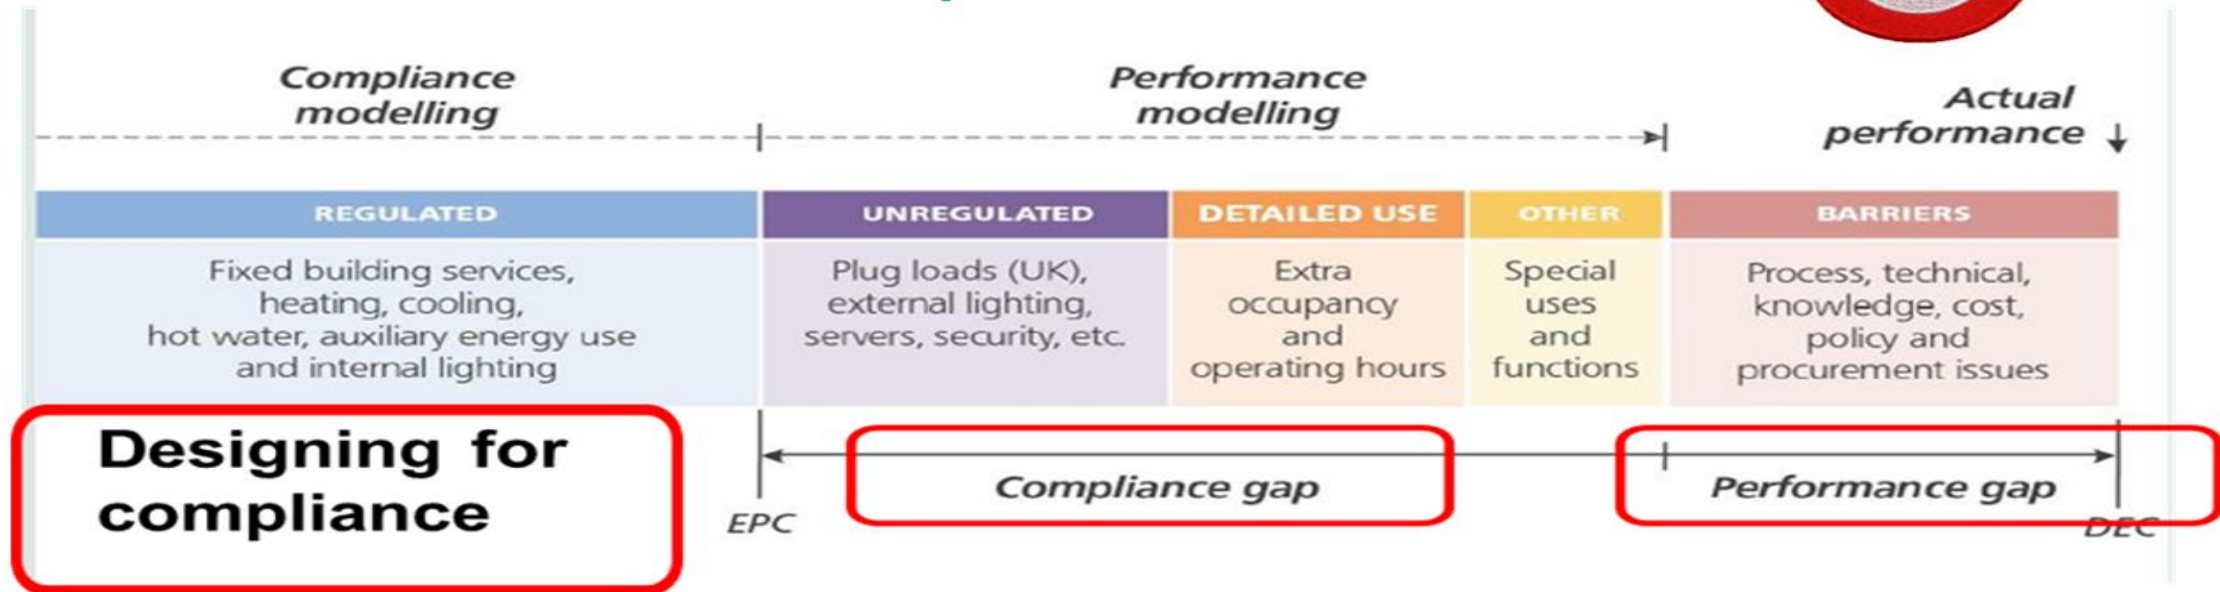 Compliance
modelling
Performance
modelling
Actual
performance
REGULATED
Fixed building services,
heating, cooling,
hot water, auxiliary energy use
and internal lighting
UNREGULATED
Plug loads (UK),
external lighting,
servers, security, etc.
DETAILED USE
Extra
occupancy
and
operating hours
OTHER
Special
uses
and
functions
BARRIERS
Process, technical,
knowledge, cost,
policy and
procurement issues
Designing for
compliance
EPC
Compliance gap
Performance gap
DEC